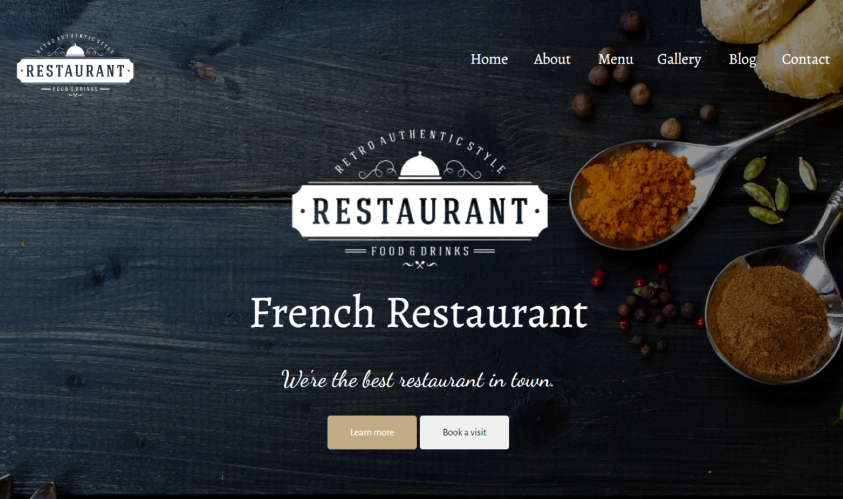 RETRO AUTHENTIC STYLE
· RESTAURANT ·
FOOD & DRINKS
Home About Menu Gallery Blog Contact
RETRO AUTHENTIC STYLE
· RESTAURANT ·
FOOD & DRINKS
French Restaurant
We're the best restaurant in town.
Learn more Book a visit